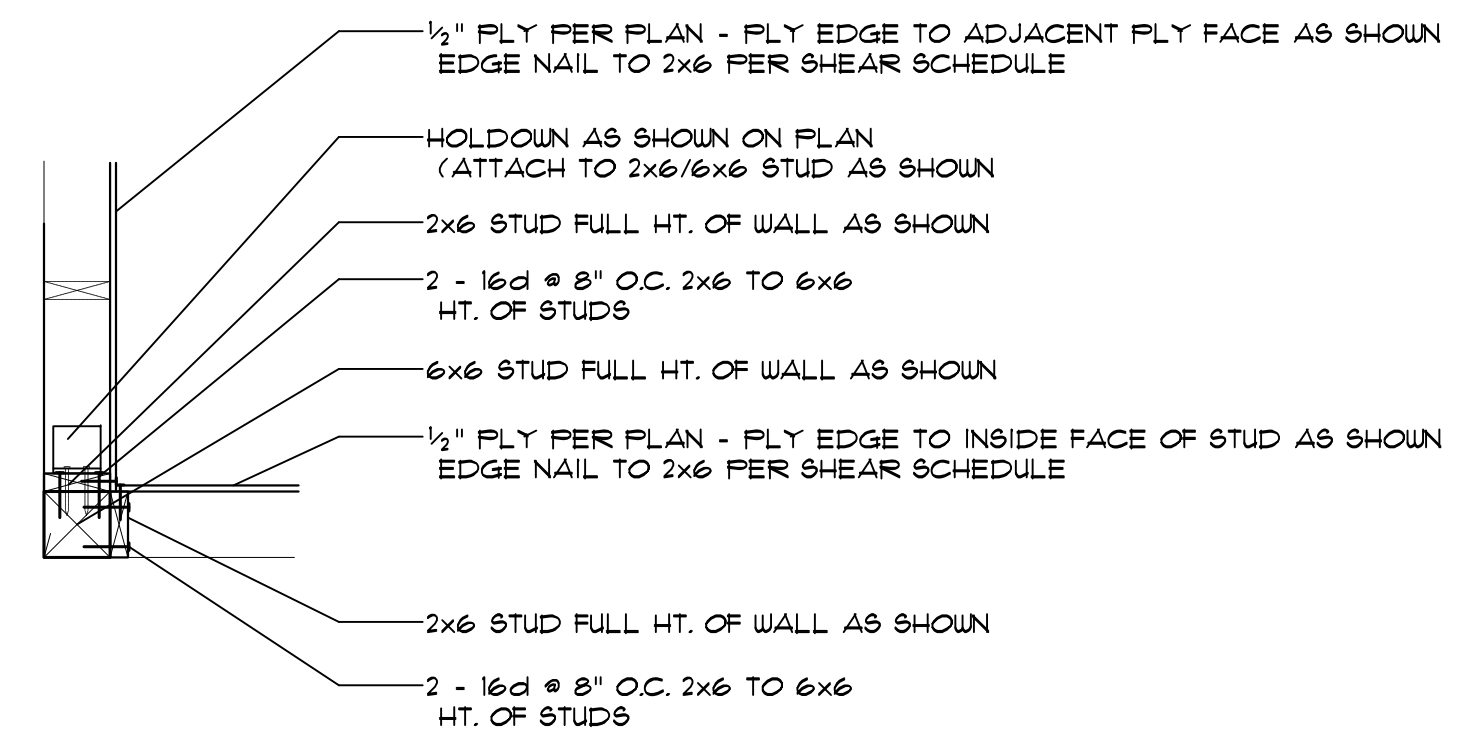 ½" PLY PER PLAN - PLY EDGE TO ADJACENT PLY FACE AS SHOWN
EDGE NAIL TO 2x6 PER SHEAR SCHEDULE
HOLDOWN AS SHOWN ON PLAN
(ATTACH TO 2x6/6x6 STUD AS SHOWN
2x6 STUD FULL HT. OF WALL AS SHOWN
2 - 16d @ 8" O.C. 2x6 TO 6x6
HT. OF STUDS
6x6 STUD FULL HT. OF WALL AS SHOWN
½" PLY PER PLAN - PLY EDGE TO INSIDE FACE OF STUD AS SHOWN
EDGE NAIL TO 2x6 PER SHEAR SCHEDULE
2x6 STUD FULL HT. OF WALL AS SHOWN
2 - 16d @ 8" O.C. 2x6 TO 6x6
HT. OF STUDS